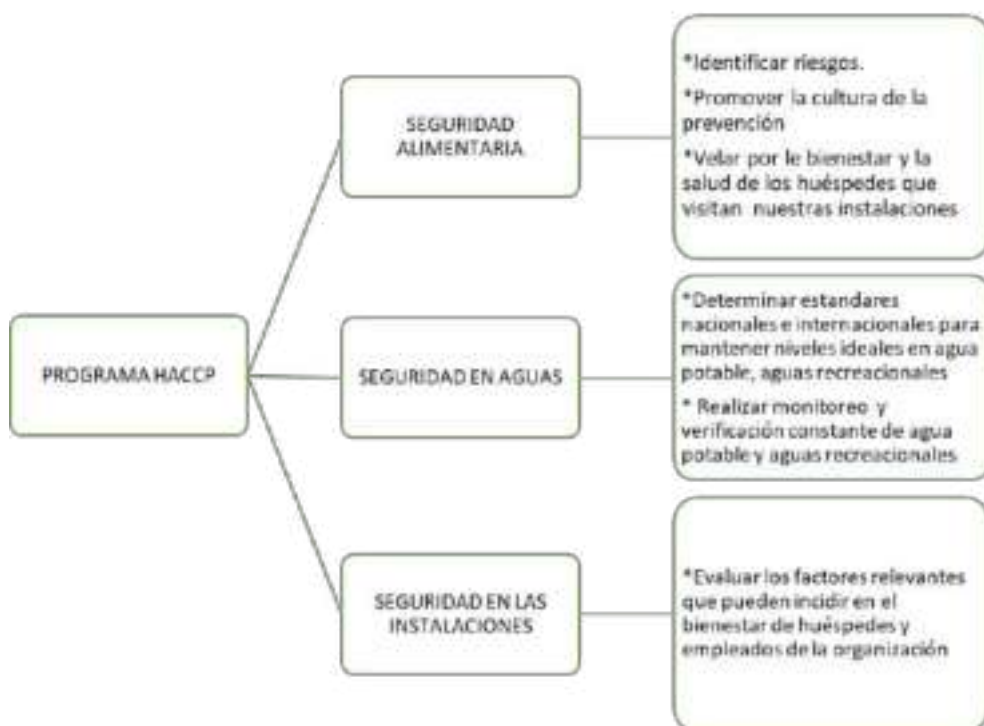 PROGRAMA HACCP
SEGURIDAD
ALIMENTARIA
*Identificar riesgos.
*Promover la cultura de la
prevención
*Velar por le bienestar y la
salud de los huéspedes que
visitan nuestras instalaciones
SEGURIDAD EN AGUAS
*Determinar estandares
nacionales e internacionales para
mantener niveles ideales en agua
potable, aguas recreacionales
* Realizar monitoreo y
verificación constante de agua
potable y aguas recreacionales
SEGURIDAD EN LAS
INSTALACIONES
*Evaluar los factores relevantes
que pueden incidir en el
bienestar de huéspedes y
empleados de la organización